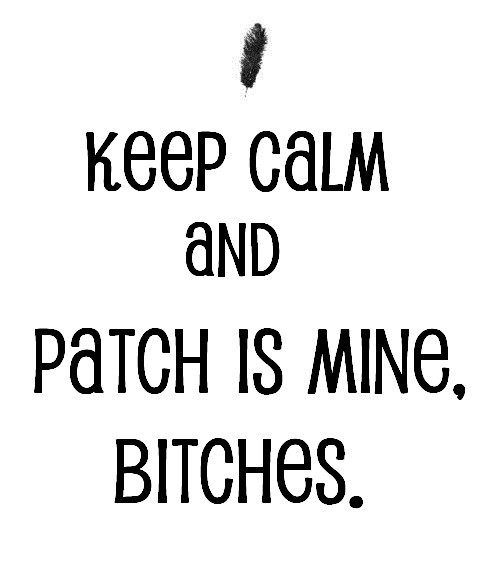 Keep Calm
and
Patch is mine,
Bitches.